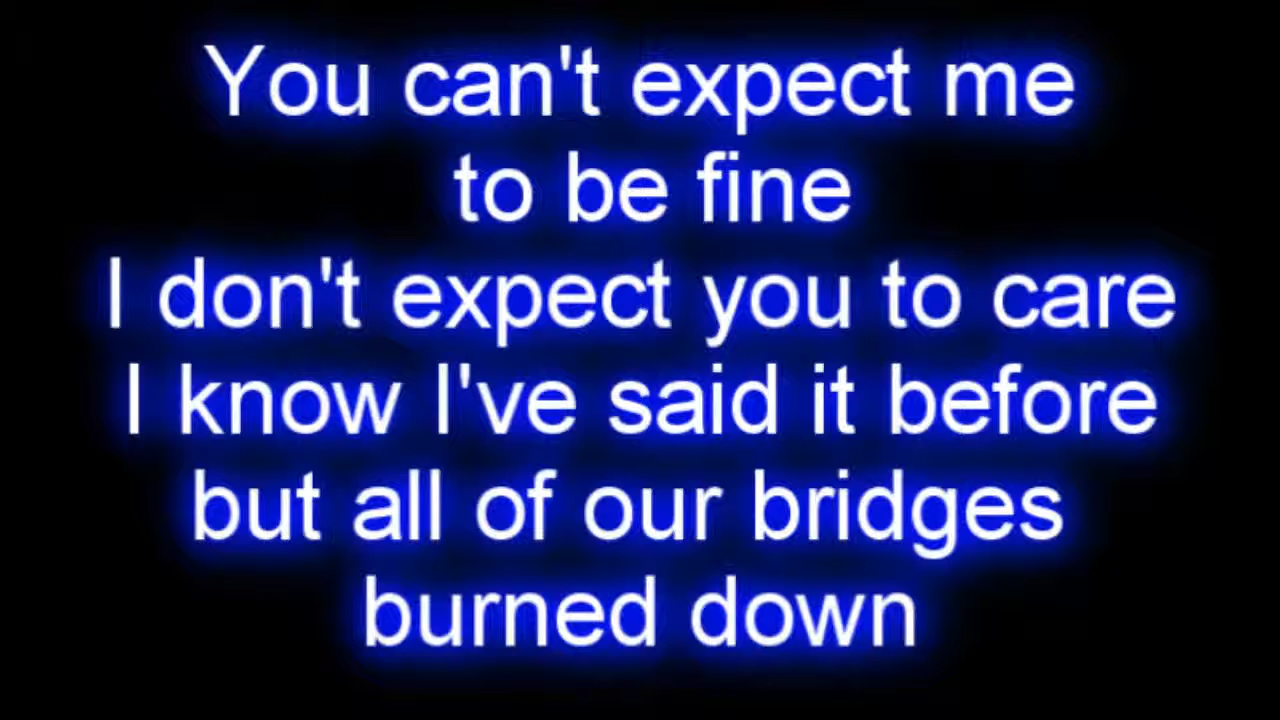 You can't expect me
to be fine
I don't expect you to care
I know I've said it before
but all of our bridges
burned down